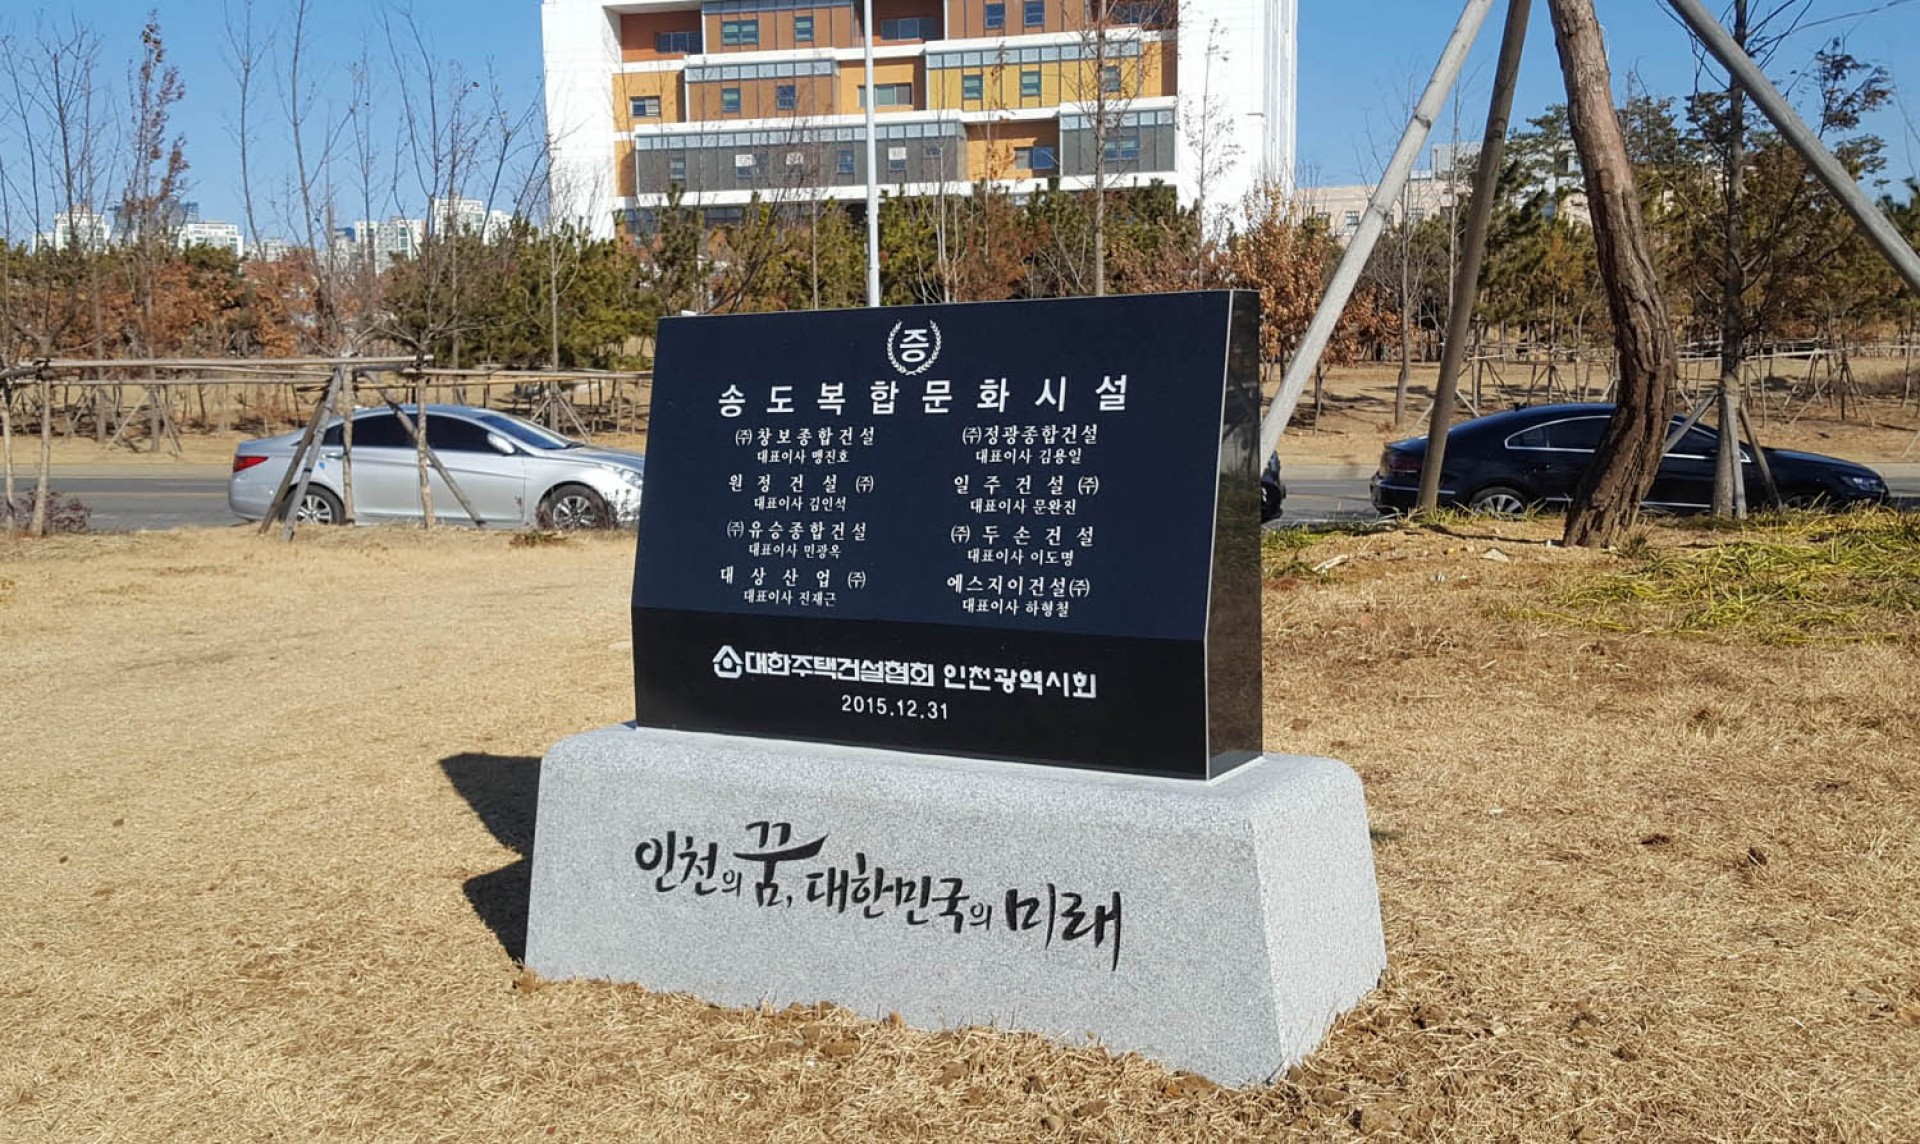 증
송도복합문화시설
㈜창보종합건설
대표이사 맹진호
원정건설㈜
대표이사 김인석
㈜유승종합건설
대표이사 민광옥
대상산업㈜
대표이사 진재근
㈜정광종합건설
대표이사 김용일
일주건설㈜
대표이사 문완진
㈜두손건설
대표이사 이도명
에스지이건설㈜
대표이사 하형철
대한주택건설협회 인천광역시회
2015.12.31
인천의 꿈, 대한민국의 미래